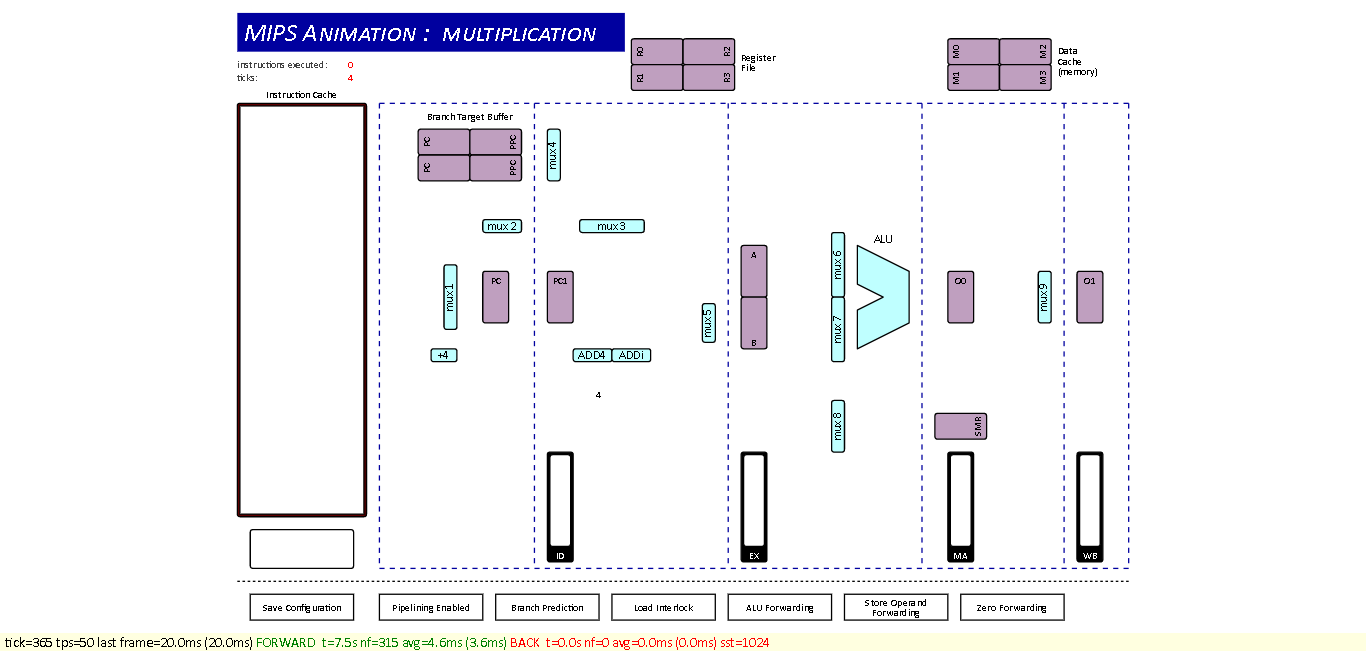 MIPS ANIMATION : MULTIPLICATION
instructions executed: 0
ticks: 4
Instruction Cache
R0 R2
R1 R3
Register
File
M0 M2
M1 M3
Data
Cache
(memory)
Branch Target Buffer
PC PPC
PC PPC
mux 4
mux 2
mux 3
mux 1
PC
PC1
mux 5
A
B
mux 6
mux 7
ALU
O0
mux 9
O1
+4
ADD4 ADDi
4
mux 8
SMR
ID
EX
MA
WB
Save Configuration
Pipelining Enabled
Branch Prediction
Load Interlock
ALU Forwarding
Store Operand
Forwarding
Zero Forwarding
tick=365 tps=50 last frame=20.0ms (20.0ms) FORWARD t=7.5s nf=315 avg=4.6ms (3.6ms) BACK t=0.0s nf=0 avg=0.0ms (0.0ms) sst=1024